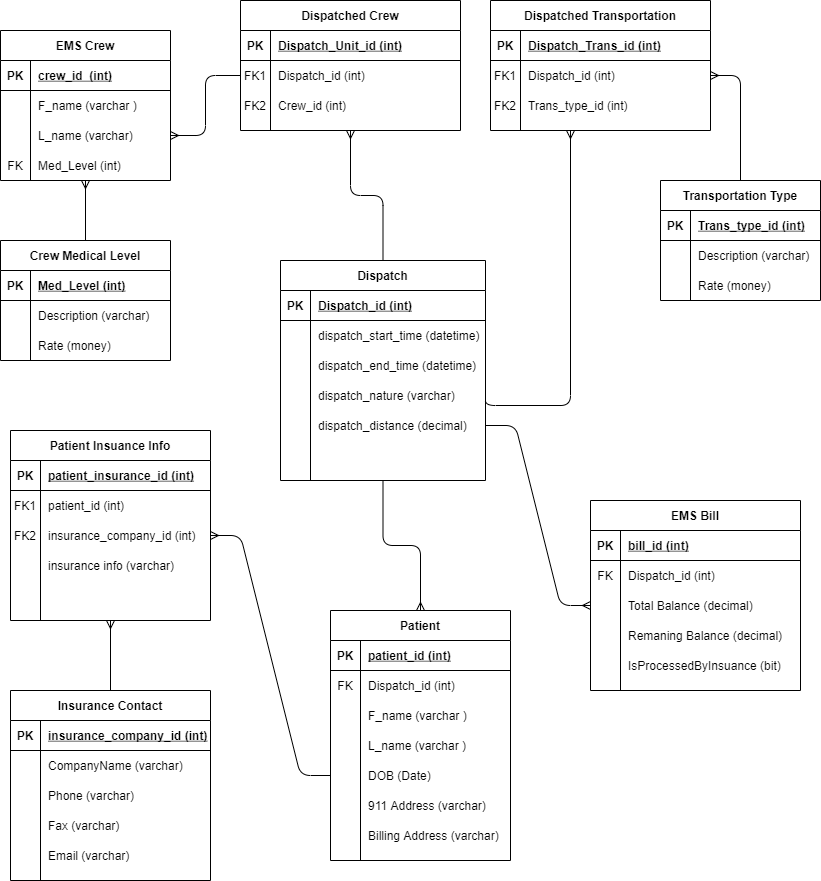 Dispatched Crew
PK Dispatch_Unit_id (int)
FK1 Dispatch_id (int)
FK2 Crew_id (int)
Dispatched Transportation
PK Dispatch_Trans_id (int)
FK1 Dispatch_id (int)
FK2 Trans_type_id (int)
EMS Crew
PK crew_id (int)
F_name (varchar )
L_name (varchar)
FK Med_Level (int)
Transportation Type
PK Trans_type_id (int)
Description (varchar)
Rate (money)
Crew Medical Level
PK Med_Level (int)
Description (varchar)
Rate (money)
Dispatch
PK Dispatch_id (int)
dispatch_start_time (datetime)
dispatch_end_time (datetime)
dispatch_nature (varchar)
dispatch_distance (decimal)
Patient Insuance Info
PK patient_insurance_id (int)
FK1 patient_id (int)
FK2 insurance_company_id (int)
insurance info (varchar)
EMS Bill
PK bill_id (int)
FK Dispatch_id (int)
Total Balance (decimal)
Remaning Balance (decimal)
IsProcessedByInsuance (bit)
Patient
PK patient_id (int)
FK Dispatch_id (int)
F_name (varchar )
L_name (varchar )
DOB (Date)
911 Address (varchar)
Billing Address (varchar)
Insurance Contact
PK insurance_company_id (int)
CompanyName (varchar)
Phone (varchar)
Fax (varchar)
Email (varchar)